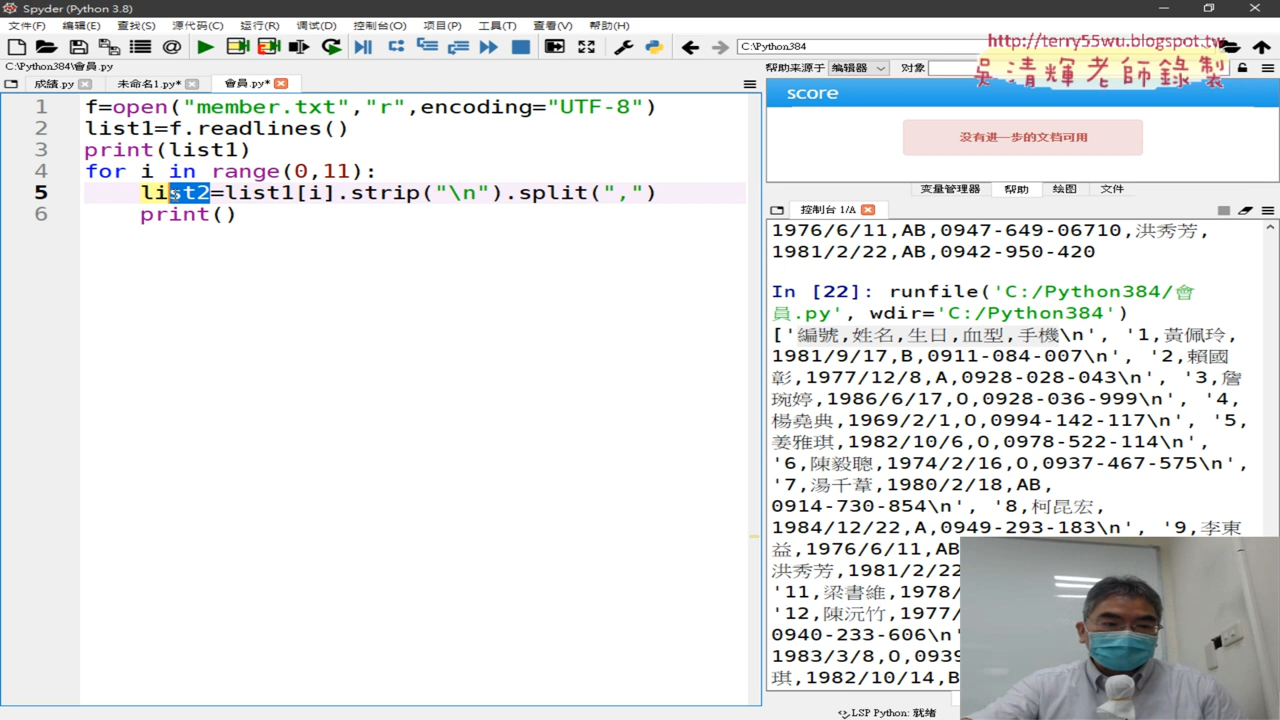 Spyder (Python 3.8)
文件(F) 编辑(E) 查找(S) 源代码(C) 运行(R) 调试(D) 控制台(O) 项目(P) 工具(T) 查看(V) 帮助(H)
C:\Python384
http://terry55wu.blogspot.tw
吳清輝老師錄製
C:\Python384\會員.py
成績.py 未命名1.py* 會員.py*
1 f=open("member.txt","r",encoding="UTF-8")
2 list1=f.readlines()
3 print(list1)
4 for i in range(0,11):
5 list2=list1[i].strip("\n").split(",")
6 print()
帮助来源于 编辑器 对象
score
没有进一步的文档可用
变量管理器 帮助 绘图 文件
控制台 1/A
1976/6/11,AB,0947-649-06710,洪秀芳,
1981/2/22,AB,0942-950-420
In [22]: runfile('C:/Python384/會
員.py', wdir='C:/Python384')
['編號,姓名,生日,血型,手機\n', '1,黃佩玲,
1981/9/17,B,0911-084-007\n', '2,賴國
彰,1977/12/8,A,0928-028-043\n', '3,詹
琬婷,1986/6/17,O,0928-036-999\n', '4,
楊堯典,1969/2/1,O,0994-142-117\n', '5,
姜雅琪,1982/10/6,O,0978-522-114\n',
'6,陳毅聰,1974/2/16,O,0937-467-575\n',
'7,湯千葦,1980/2/18,AB,
0914-730-854\n', '8,柯昆宏,
1984/12/22,A,0949-293-183\n', '9,李東
益,1976/6/11,AB
洪秀芳,1981/2/22
'11,梁書維,1978/
'12,陳沅竹,1977/
0940-233-606\n'
1983/3/8,O,0939
琪,1982/10/14,B
LSP Python: 就绪